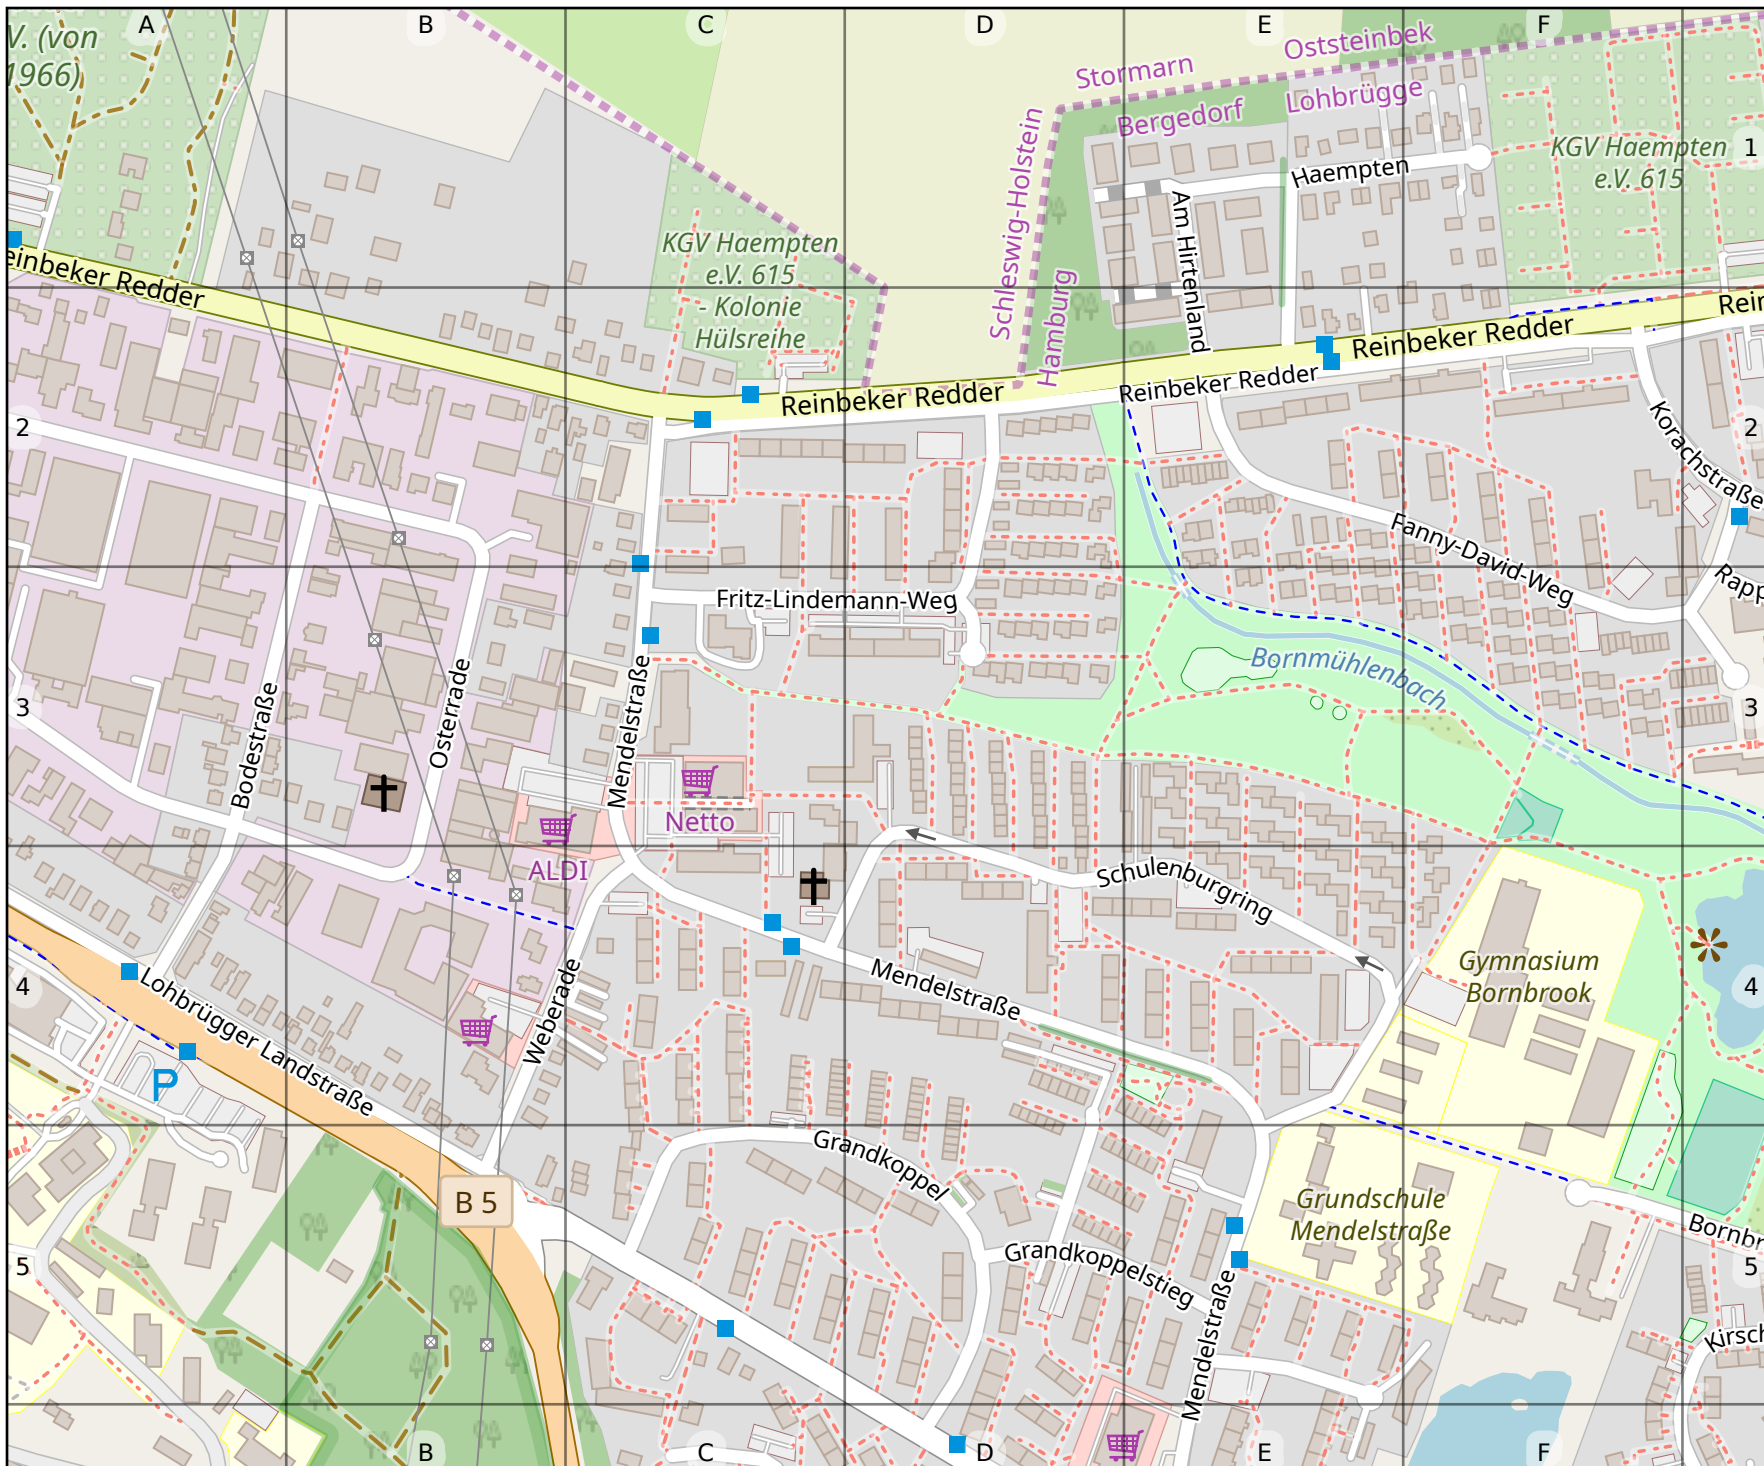 A
B
C
D
E
F
V. (von
1966)
Stormarn
Oststeinbek
Bergedorf
Lohbrügge
Schleswig-Holstein
Hamburg
Haempten
Am Hirtenland
KGV Haempten
e.V. 615
1
KGV Haempten
e.V. 615
- Kolonie
Hülsreihe
einbeker Redder
Reinbeker Redder
Reinbeker Redder
Reinbeker Redder
Rein
2
2
Korachstraße
Fanny-David-Weg
Rapp
Fritz-Lindemann-Weg
Bornmühlenbach
3
3
Bodestraße
Osterrade
Mendelstraße
Netto
ALDI
Schulenburgring
Gymnasium
Bornbrook
4
4
Mendelstraße
Weberade
Lohbrügger Landstraße
P
Grandkoppel
B 5
Grundschule
Mendelstraße
Bornbr
Grandkoppelstieg
5
5
Mendelstraße
Kirsch
B
C
D
E
F